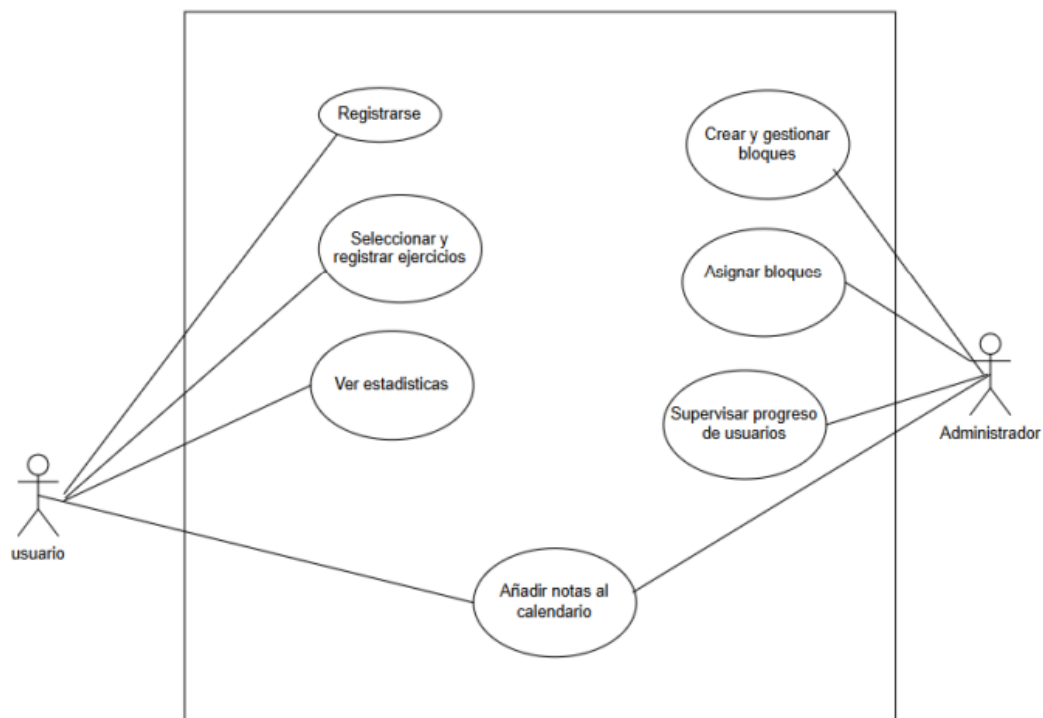 Registrarse
Crear y gestionar
bloques
Seleccionar y
registrar ejercicios
Asignar bloques
Ver estadisticas
Supervisar progreso
de usuarios
Administrador
usuario
Añadir notas al
calendario